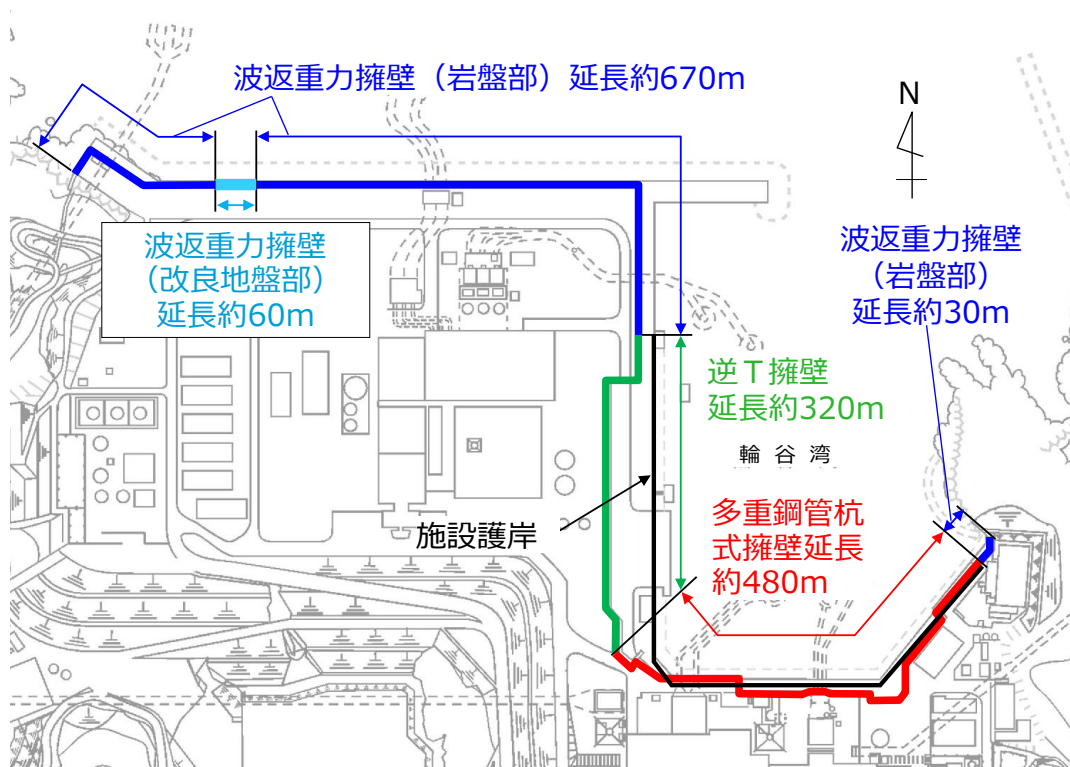 波返重力擁壁（岩盤部）延長約670m
N
波返重力擁壁
（改良地盤部）
延長約60m
波返重力擁壁
（岩盤部）
延長約30m
逆Ｔ擁壁
延長約320m
輪谷湾
多重鋼管杭
式擁壁延長
約480m
施設護岸